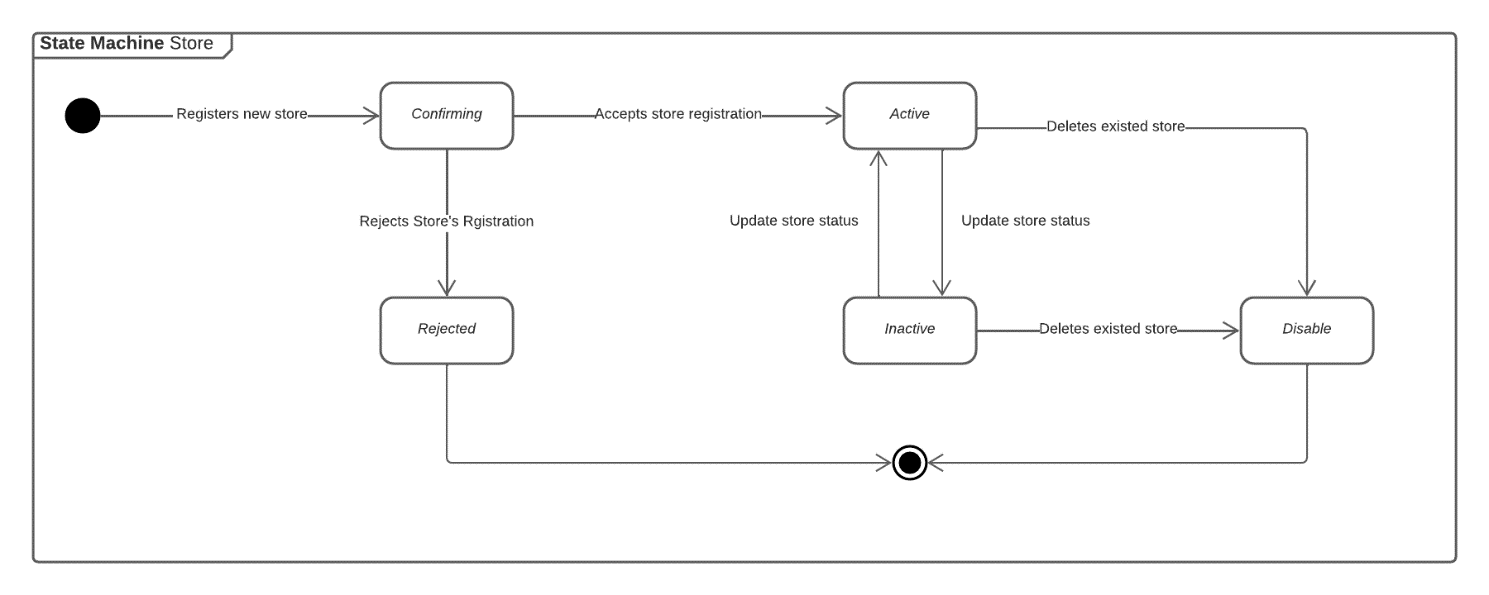 State Machine Store
Registers new store
Confirming
Accepts store registration
Active
Deletes existed store
Rejects Store's Rgistration
Update store status
Update store status
Rejected
Inactive
Deletes existed store
Disable